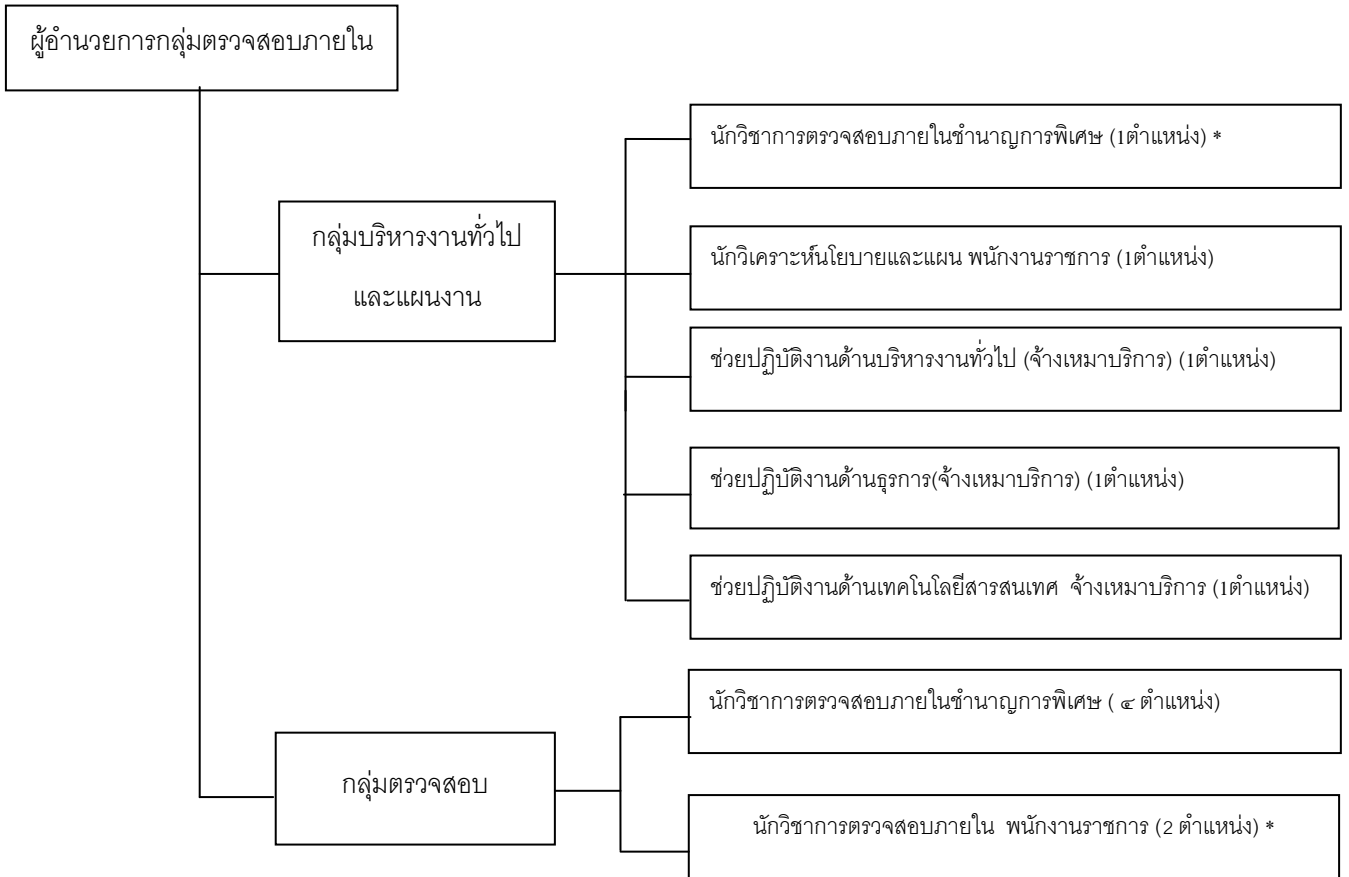 ผู้อำนวยการกลุ่มตรวจสอบภายใน
นักวิชาการตรวจสอบภายในชำนาญการพิเศษ (1ตำแหน่ง) *
กลุ่มบริหารงานทั่วไป
และแผนงาน
นักวิเคราะห์นโยบายและแผน พนักงานราชการ (1ตำแหน่ง)
ช่วยปฏิบัติงานด้านบริหารงานทั่วไป (จ้างเหมาบริการ) (1ตำแหน่ง)
ช่วยปฏิบัติงานด้านธุรการ(จ้างเหมาบริการ) (1ตำแหน่ง)
ช่วยปฏิบัติงานด้านเทคโนโลยีสารสนเทศ จ้างเหมาบริการ (1ตำแหน่ง)
กลุ่มตรวจสอบ
นักวิชาการตรวจสอบภายในชำนาญการพิเศษ ( ๔ ตำแหน่ง)
นักวิชาการตรวจสอบภายใน พนักงานราชการ (2 ตำแหน่ง) *